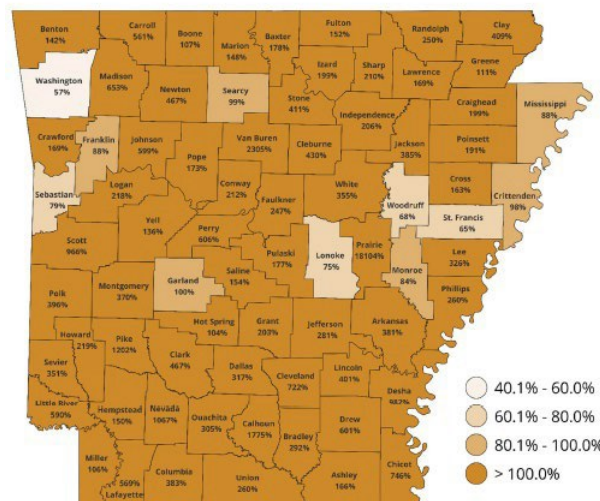 Benton
142%
Carroll
561%
Boone
107%
Marion
148%
Baxter
178%
Fulton
152%
Randolph
250%
Clay
409%
Washington
57%
Madison
653%
Newton
467%
Searcy
99%
Stone
411%
Izard
199%
Sharp
210%
Lawrence
169%
Greene
111%
Independence
206%
Craighead
199%
Mississippi
88%
Crawford
169%
Franklin
88%
Johnson
599%
Pope
173%
Van Buren
2305%
Cleburne
430%
Jackson
385%
Poinsett
191%
Sebastian
79%
Logan
218%
Conway
212%
Faulkner
247%
White
355%
Woodruff
68%
Cross
163%
Crittenden
98%
St. Francis
65%
Scott
966%
Yell
136%
Perry
606%
Pulaski
177%
Lonoke
75%
Prairie
18104%
Monroe
84%
Lee
326%
Phillips
260%
Polk
396%
Montgomery
370%
Garland
100%
Saline
154%
Hot Spring
104%
Grant
203%
Jefferson
281%
Arkansas
381%
Howard
219%
Pike
1202%
Clark
467%
Dallas
317%
Cleveland
722%
Lincoln
401%
Desha
982%
Sevier
351%
Little River
590%
Hempstead
150%
Nevada
1067%
Ouachita
305%
Calhoun
1775%
Bradley
292%
Drew
601%
Miller
106%
569%
Lafayette
Columbia
383%
Union
260%
Ashley
166%
Chicot
746%
40.1% - 60.0%
60.1% - 80.0%
80.1% - 100.0%
> 100.0%